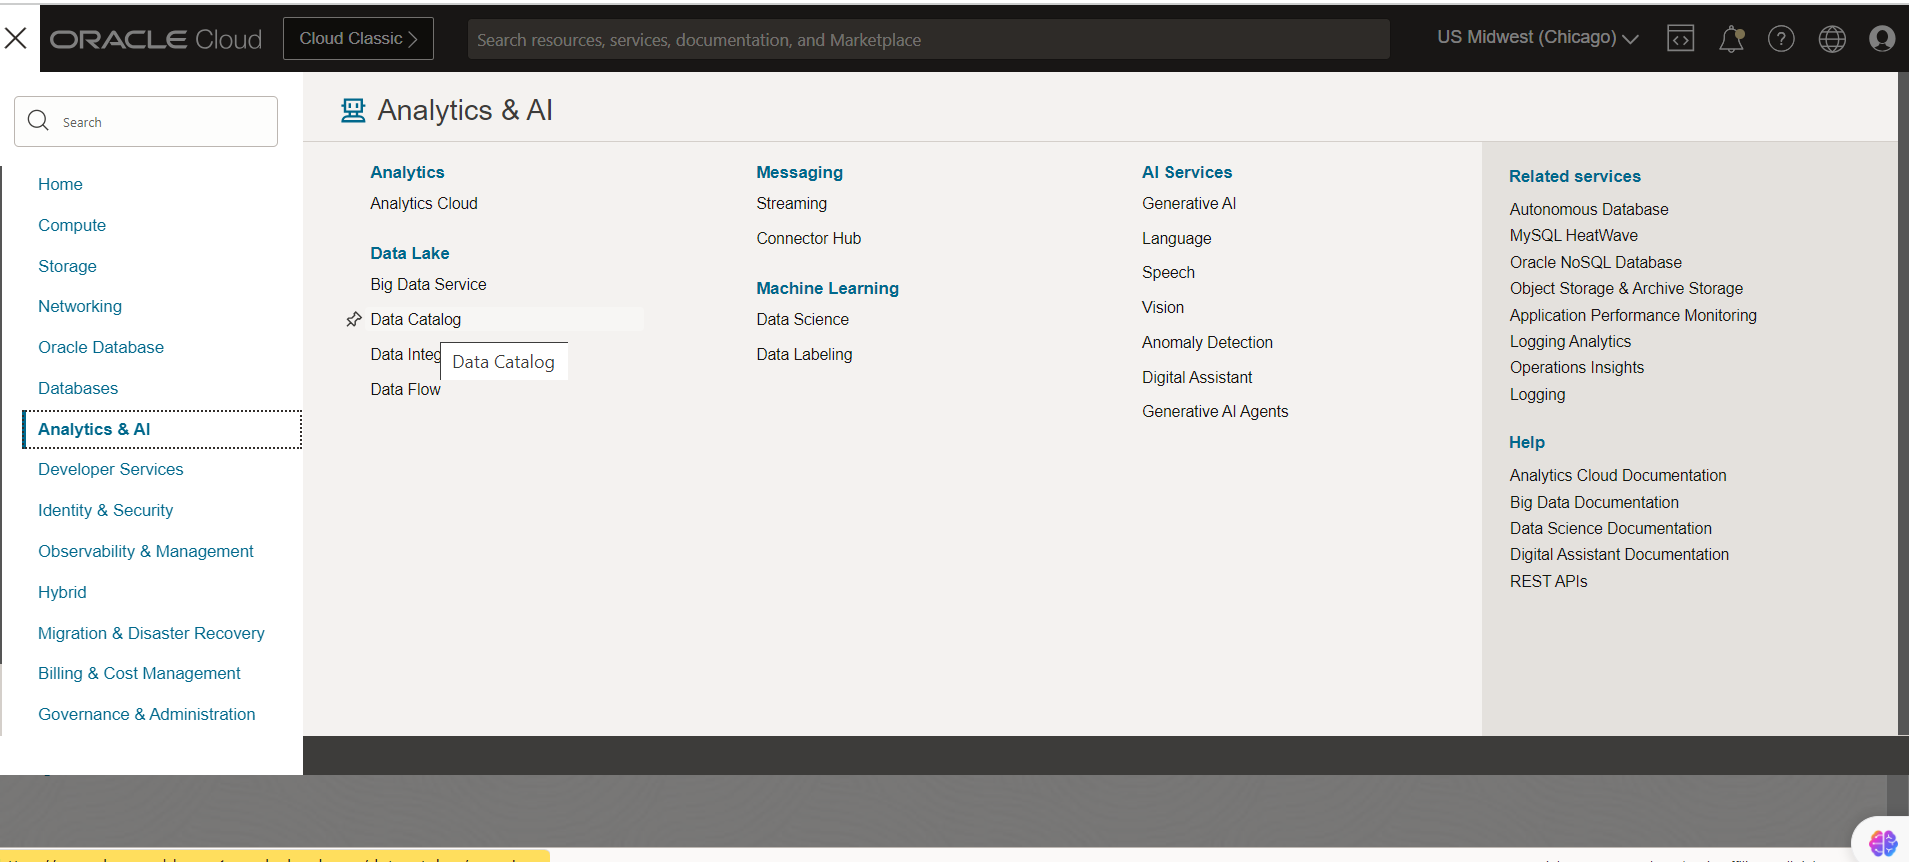 ORACLE Cloud
Cloud Classic
Search resources, services, documentation, and Marketplace
US Midwest (Chicago)
Search
Home
Compute
Storage
Networking
Oracle Database
Databases
Analytics & AI
Developer Services
Identity & Security
Observability & Management
Hybrid
Migration & Disaster Recovery
Billing & Cost Management
Governance & Administration
Analytics & AI
Analytics
Analytics Cloud
Data Lake
Big Data Service
Data Catalog
Data Integ
Data Catalog
Data Flow
Messaging
Streaming
Connector Hub
Machine Learning
Data Science
Data Labeling
AI Services
Generative AI
Language
Speech
Vision
Anomaly Detection
Digital Assistant
Generative AI Agents
Related services
Autonomous Database
MySQL HeatWave
Oracle NoSQL Database
Object Storage & Archive Storage
Application Performance Monitoring
Logging Analytics
Operations Insights
Logging
Help
Analytics Cloud Documentation
Big Data Documentation
Data Science Documentation
Digital Assistant Documentation
REST APIs